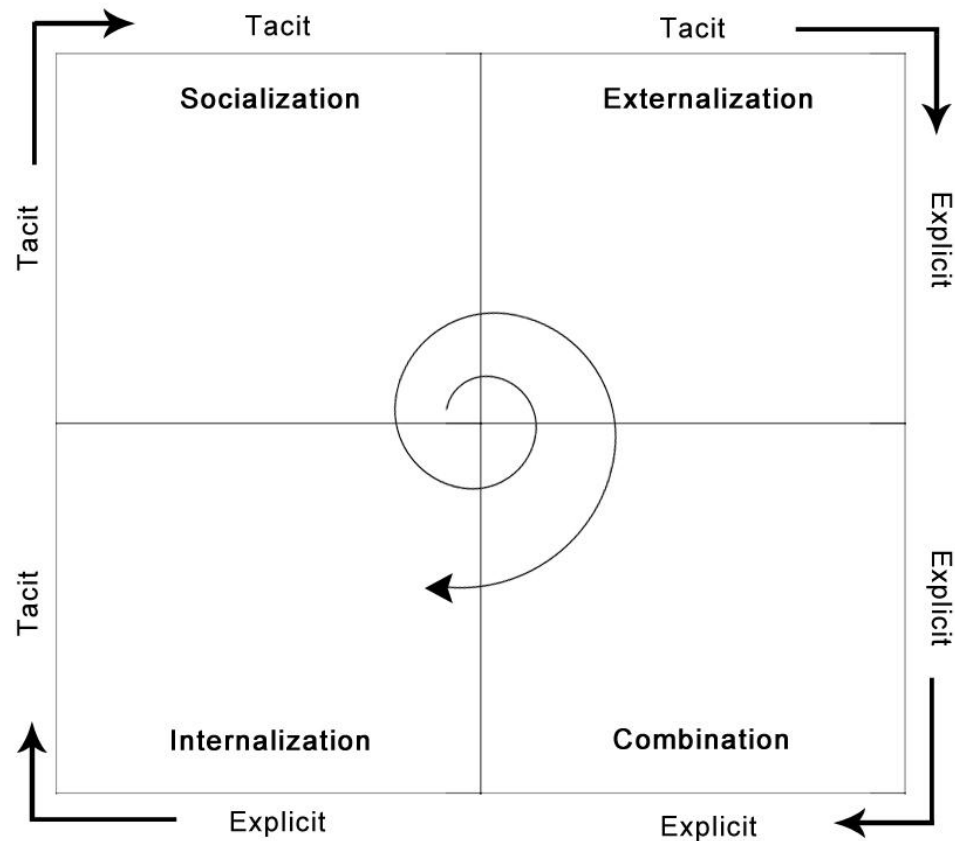 Tacit
Tacit
Socialization
Externalization
Tacit
Explicit
Tacit
Explicit
Internalization
Combination
Explicit
Explicit